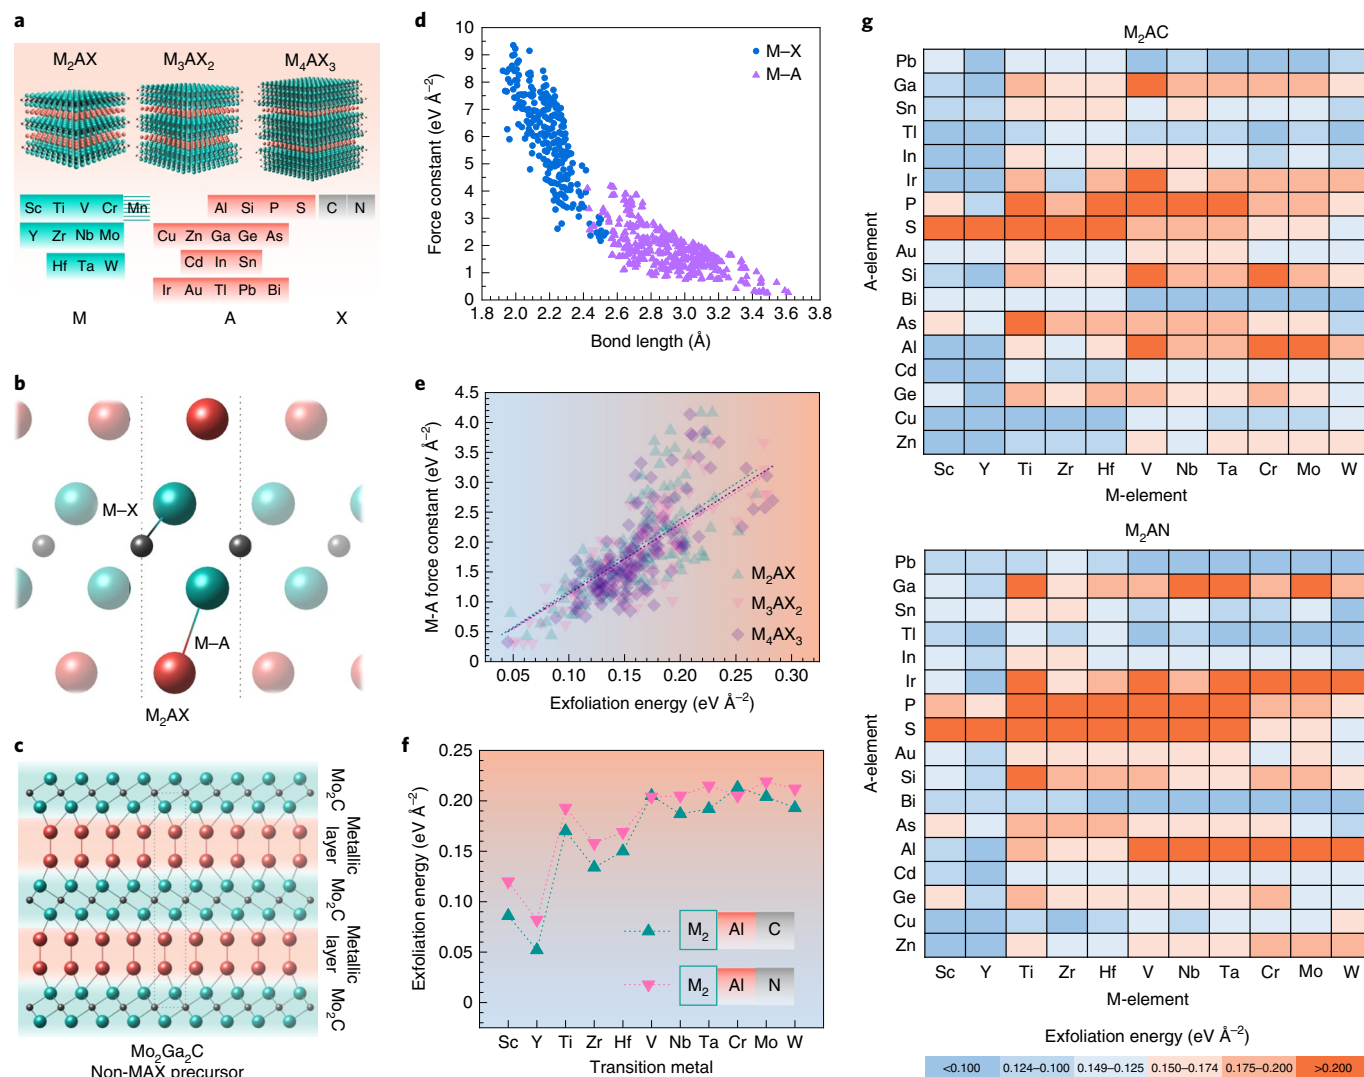 a
M2AX M3AX2 M4AX3
Sc Ti V Cr Mn Al Si P S C N
Y Zr Nb Mo Cu Zn Ga Ge As
Hf Ta W Cd In Sn
Ir Au Tl Pb Bi
M A X
b
M–X
M–A
M2AX
c
Mo2C
Metallic
layer
Mo2C
Metallic
layer
Mo2C
Mo2Ga2C
Non-MAX precursor
d
10
9
8
7
6
5
4
3
2
1
0
Force constant (eV Å−2)
M–X
M–A
1.8 2.0 2.2 2.4 2.6 2.8 3.0 3.2 3.4 3.6 3.8
Bond length (Å)
e
4.5
4.0
3.5
3.0
2.5
2.0
1.5
1.0
0.5
0
M-A force constant (eV Å−2)
M2AX
M3AX2
M4AX3
0.05 0.10 0.15 0.20 0.25 0.30
Exfoliation energy (eV Å−2)
f
0.25
0.20
0.15
0.10
0.05
0
Exfoliation energy (eV Å−2)
M2 Al C
M2 Al N
Sc Y Ti Zr Hf V Nb Ta Cr Mo W
Transition metal
g
M2AC
A-element
Pb
Ga
Sn
Tl
In
Ir
P
S
Au
Si
Bi
As
Al
Cd
Ge
Cu
Zn
Sc Y Ti Zr Hf V Nb Ta Cr Mo W
M-element
M2AN
A-element
Pb
Ga
Sn
Tl
In
Ir
P
S
Au
Si
Bi
As
Al
Cd
Ge
Cu
Zn
Sc Y Ti Zr Hf V Nb Ta Cr Mo W
M-element
Exfoliation energy (eV Å−2)
<0.100 0.124–0.100 0.149–0.125 0.150–0.174 0.175–0.200 >0.200